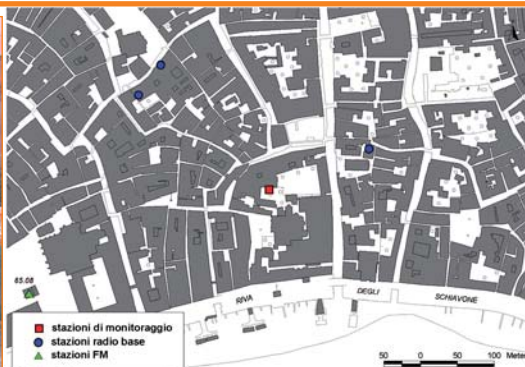 65.08
RIVA
DEGLI
SCHIAVONE
stazioni di monitoraggio
stazioni radio base
stazioni FM
50 0 50 100 Meter